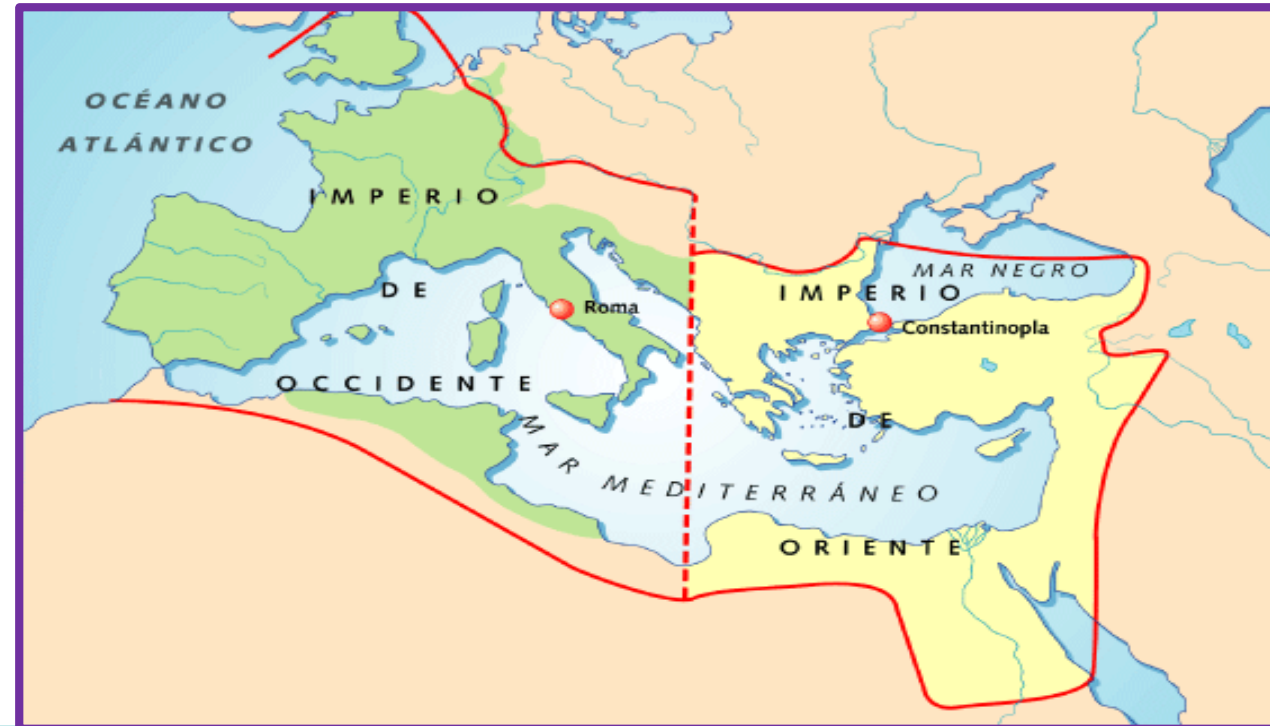 OCÉANO
ATLÁNTICO
IMPERIO
DE
OCCIDENTE
Roma
MAR MEDITERRÁNEO
MAR NEGRO
IMPERIO
Constantinopla
DE
ORIENTE